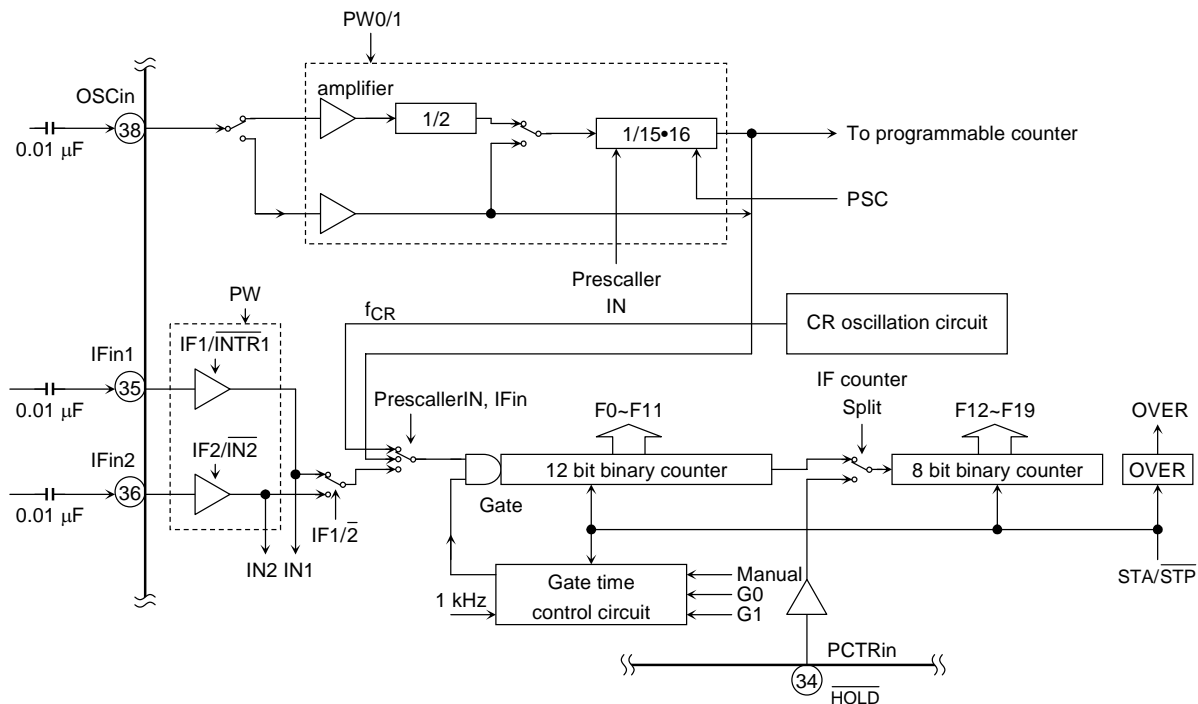 PW0/1
OSCin
38
0.01 μF
amplifier
1/2
1/15•16
To programmable counter
PSC
Prescaller
IN
PW
fCR
CR oscillation circuit
IFin1
35
0.01 μF
IF1/INTR1
PrescallerIN, IFin
F0~F11
IF counter
Split
F12~F19
OVER
IFin2
36
0.01 μF
IF2/IN2
12 bit binary counter
8 bit binary counter
OVER
Gate
IF1/2
IN2 IN1
1 kHz
Gate time
control circuit
Manual
G0
G1
STA/STP
PCTRin
34
HOLD